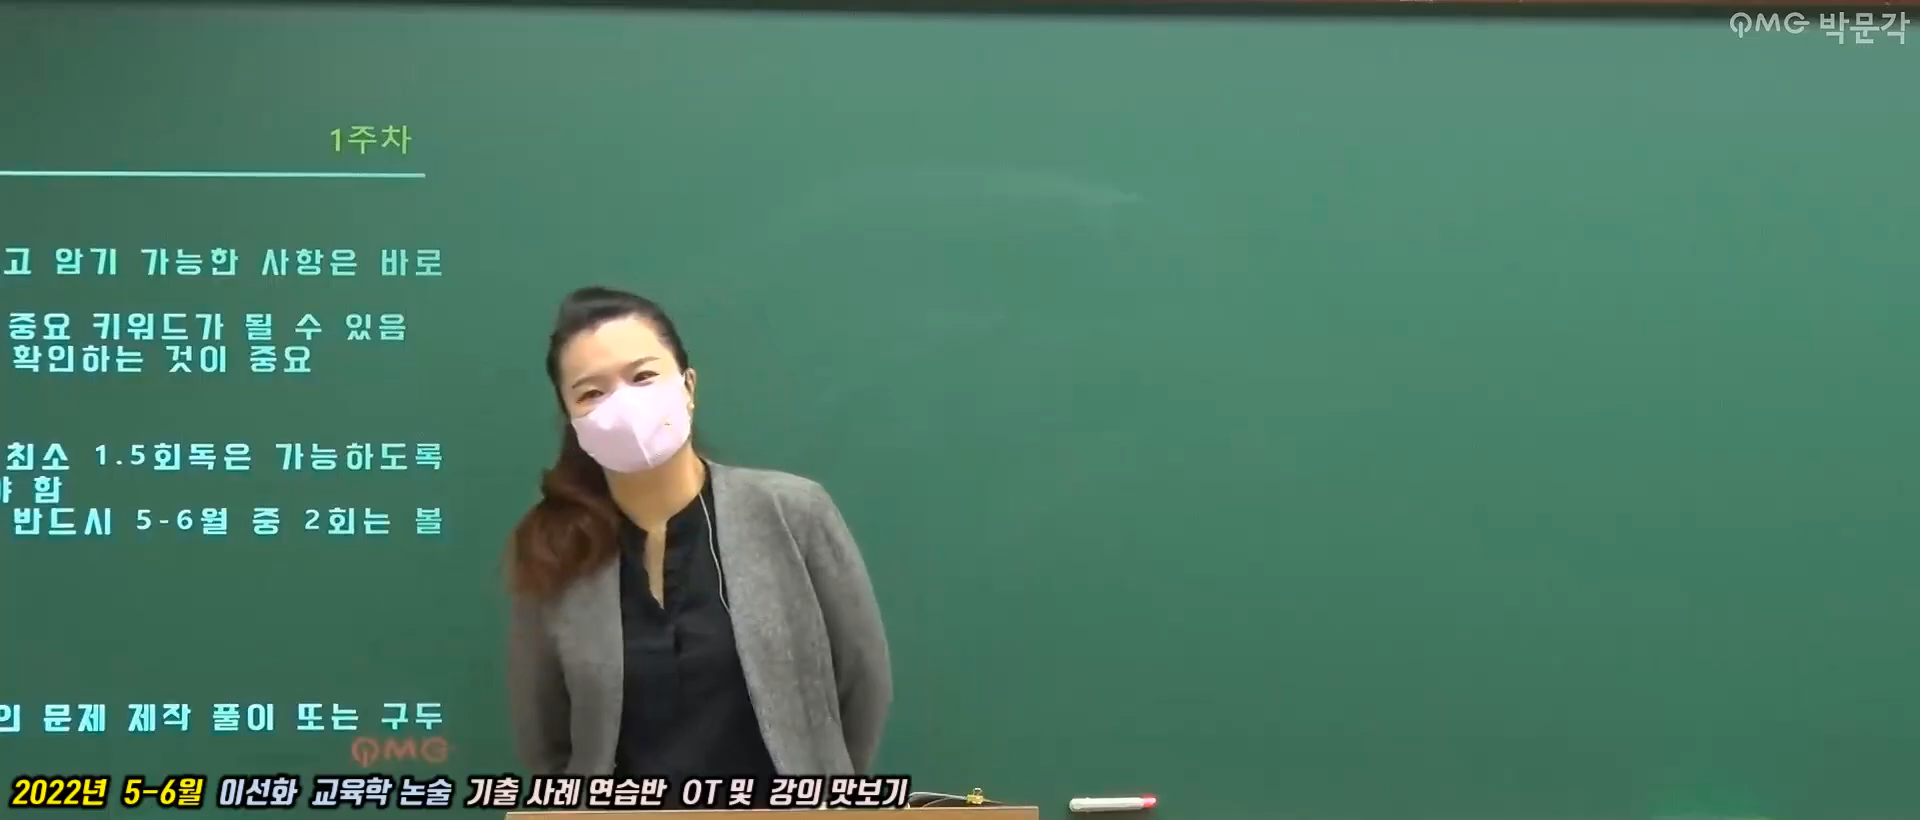 PMG 박문각
1주차
고 암기 가능한 사항은 바로
중요 키워드가 될 수 있음
확인하는 것이 중요
최소 1.5회독은 가능하도록
야 함
반드시 5-6월 중 2회는 볼
문제 제작 풀이 또는 구두
PMG
2022년 5-6월 이선화 교육학 논술 기출 사례 연습반 OT 및 강의 맛보기